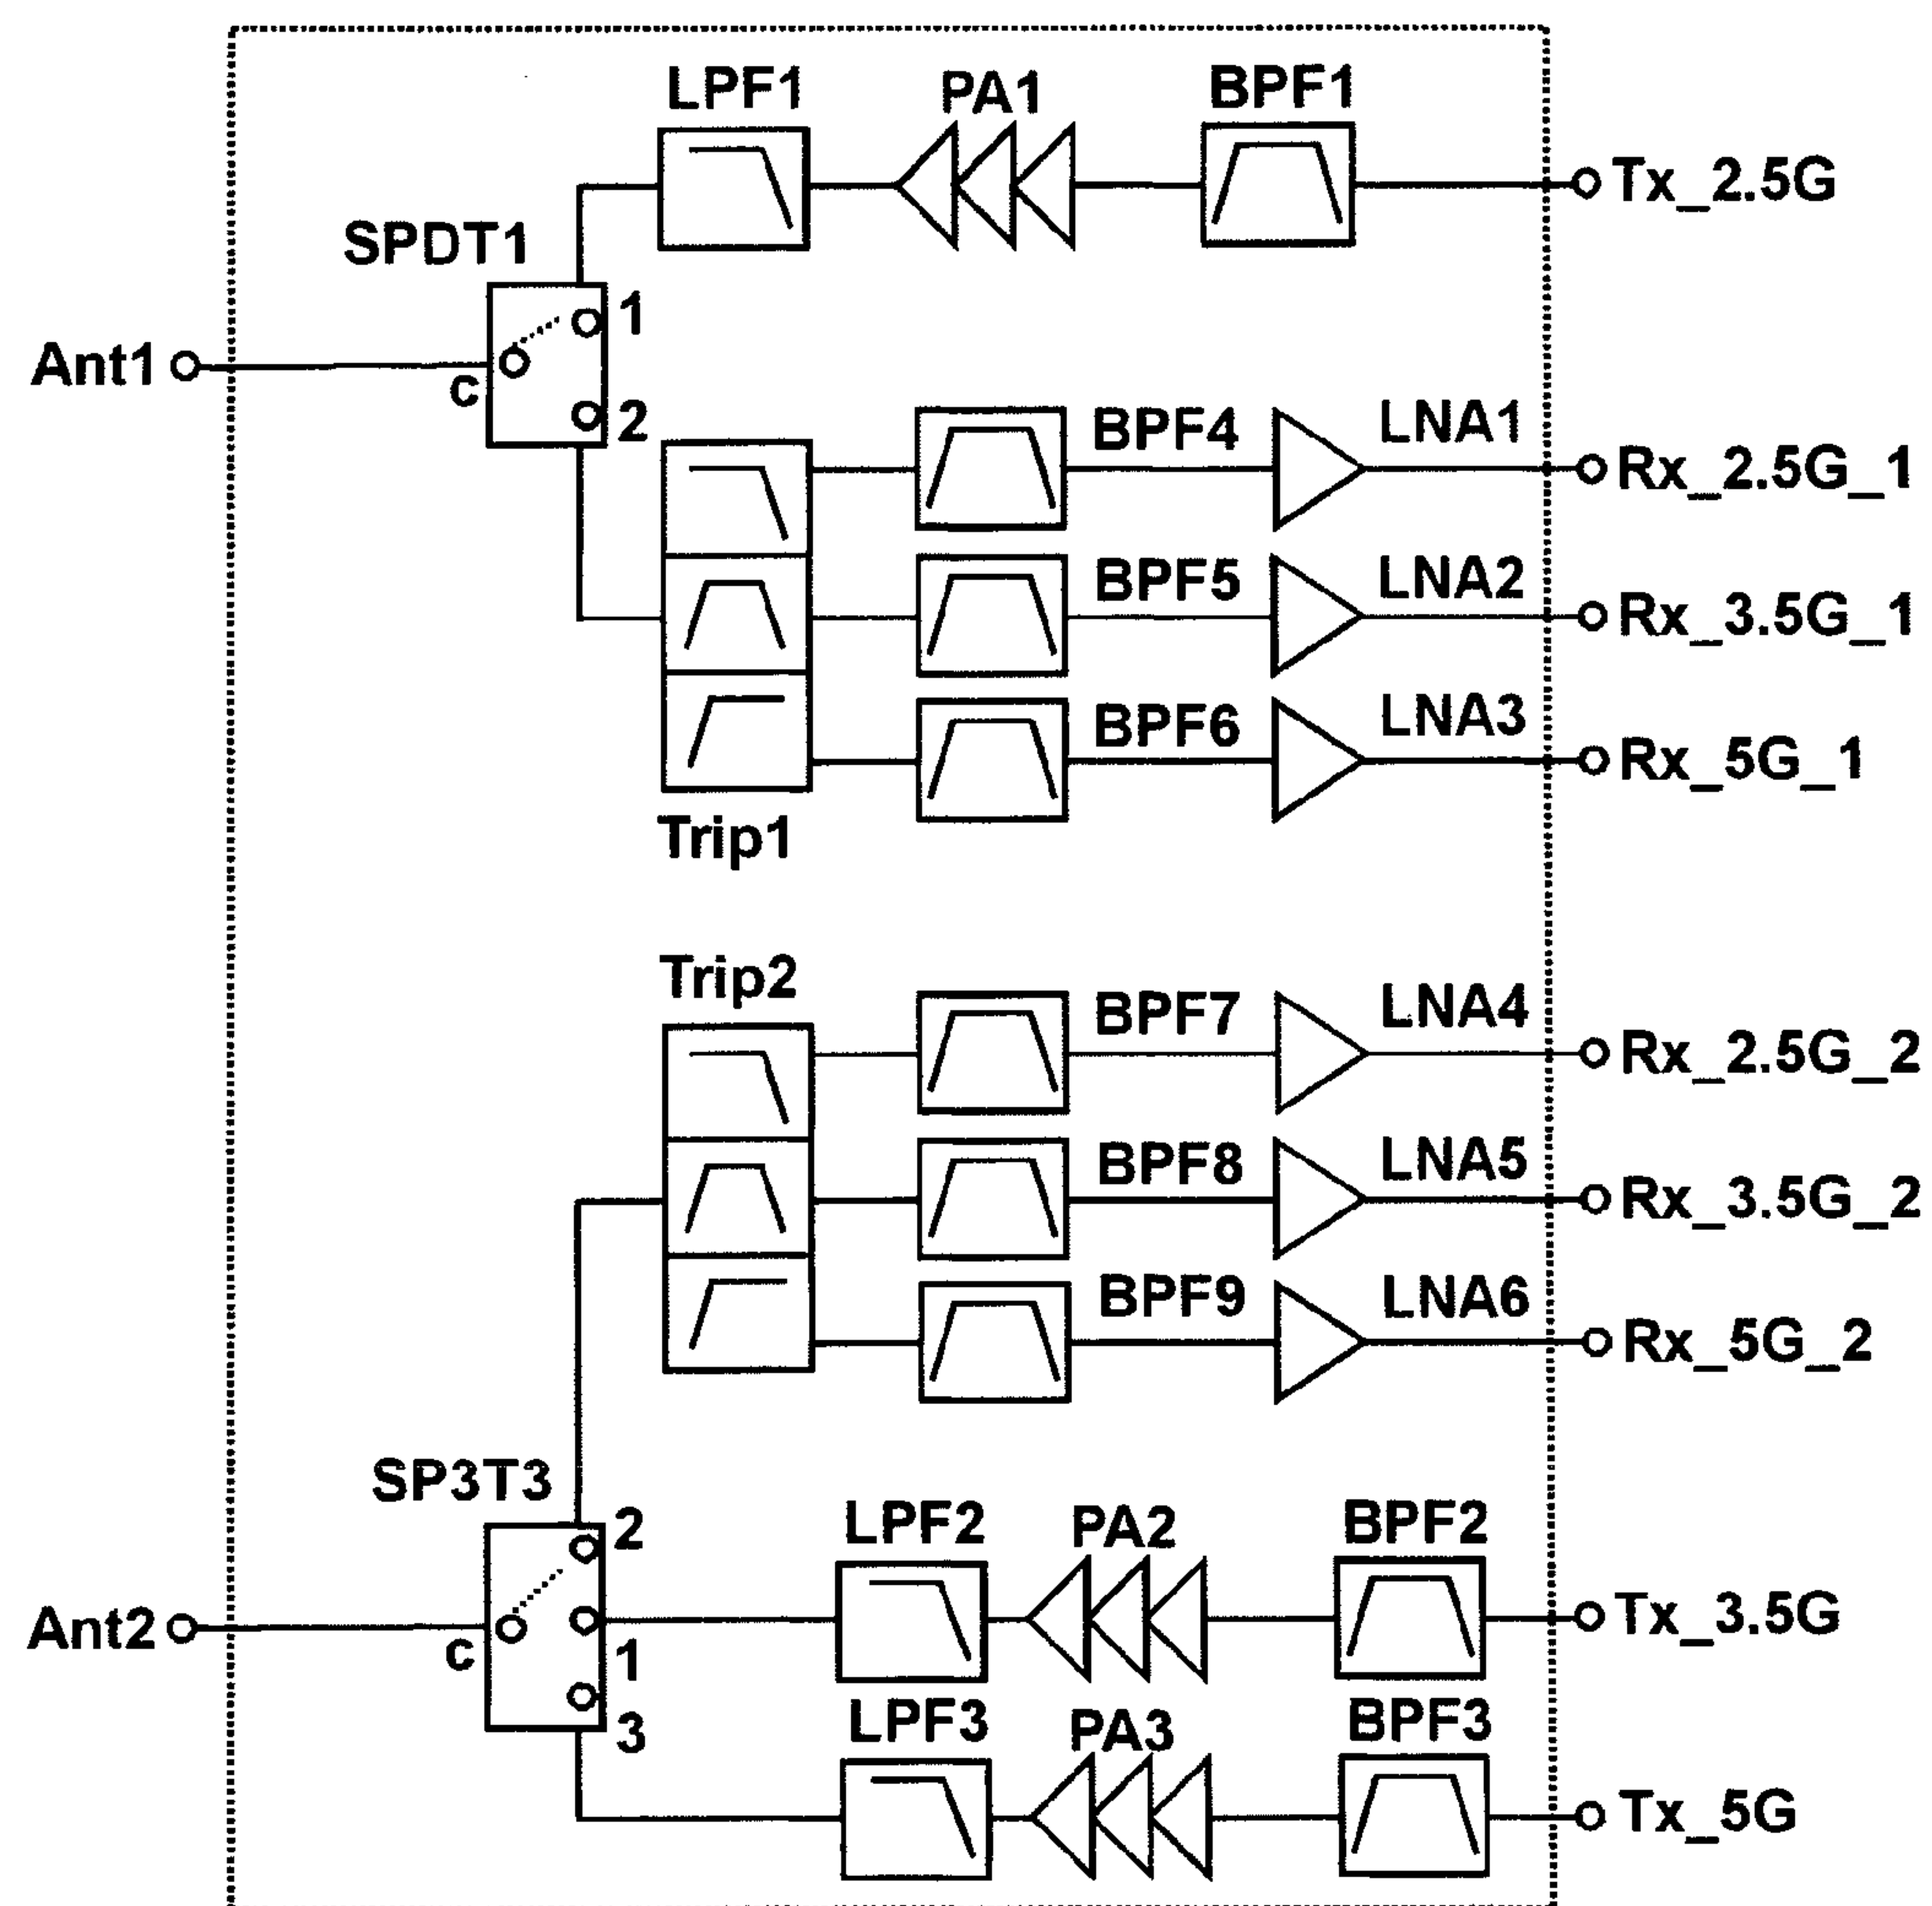 LPF1 PA1 BPF1
Tx_2.5G
SPDT1
1
Ant1
c
2
BPF4 LNA1
Rx_2.5G_1
BPF5 LNA2
Rx_3.5G_1
BPF6 LNA3
Rx_5G_1
Trip1
Trip2
BPF7 LNA4
Rx_2.5G_2
BPF8 LNA5
Rx_3.5G_2
BPF9 LNA6
Rx_5G_2
SP3T3
2
LPF2 PA2 BPF2
Tx_3.5G
Ant2
c
1
3
LPF3 PA3 BPF3
Tx_5G